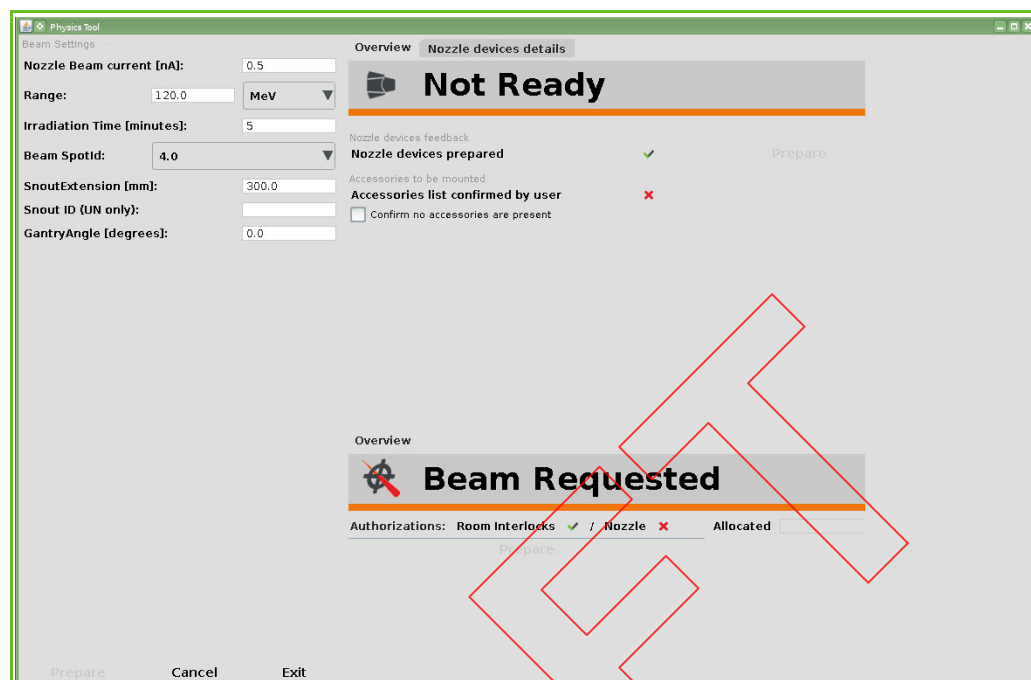 Physics Tool
Beam Settings
Nozzle Beam current [nA]: 0.5
Range: 120.0 MeV
Irradiation Time [minutes]: 5
Beam SpotId: 4.0
SnoutExtension [mm]: 300.0
Snout ID (UN only):
GantryAngle [degrees]: 0.0
Prepare Cancel Exit
Overview Nozzle devices details
Not Ready
Nozzle devices feedback
Nozzle devices prepared Prepare
Accessories to be mounted
Accessories list confirmed by user
Confirm no accessories are present
Overview
Beam Requested
Authorizations: Room Interlocks / Nozzle Allocated
Prepare